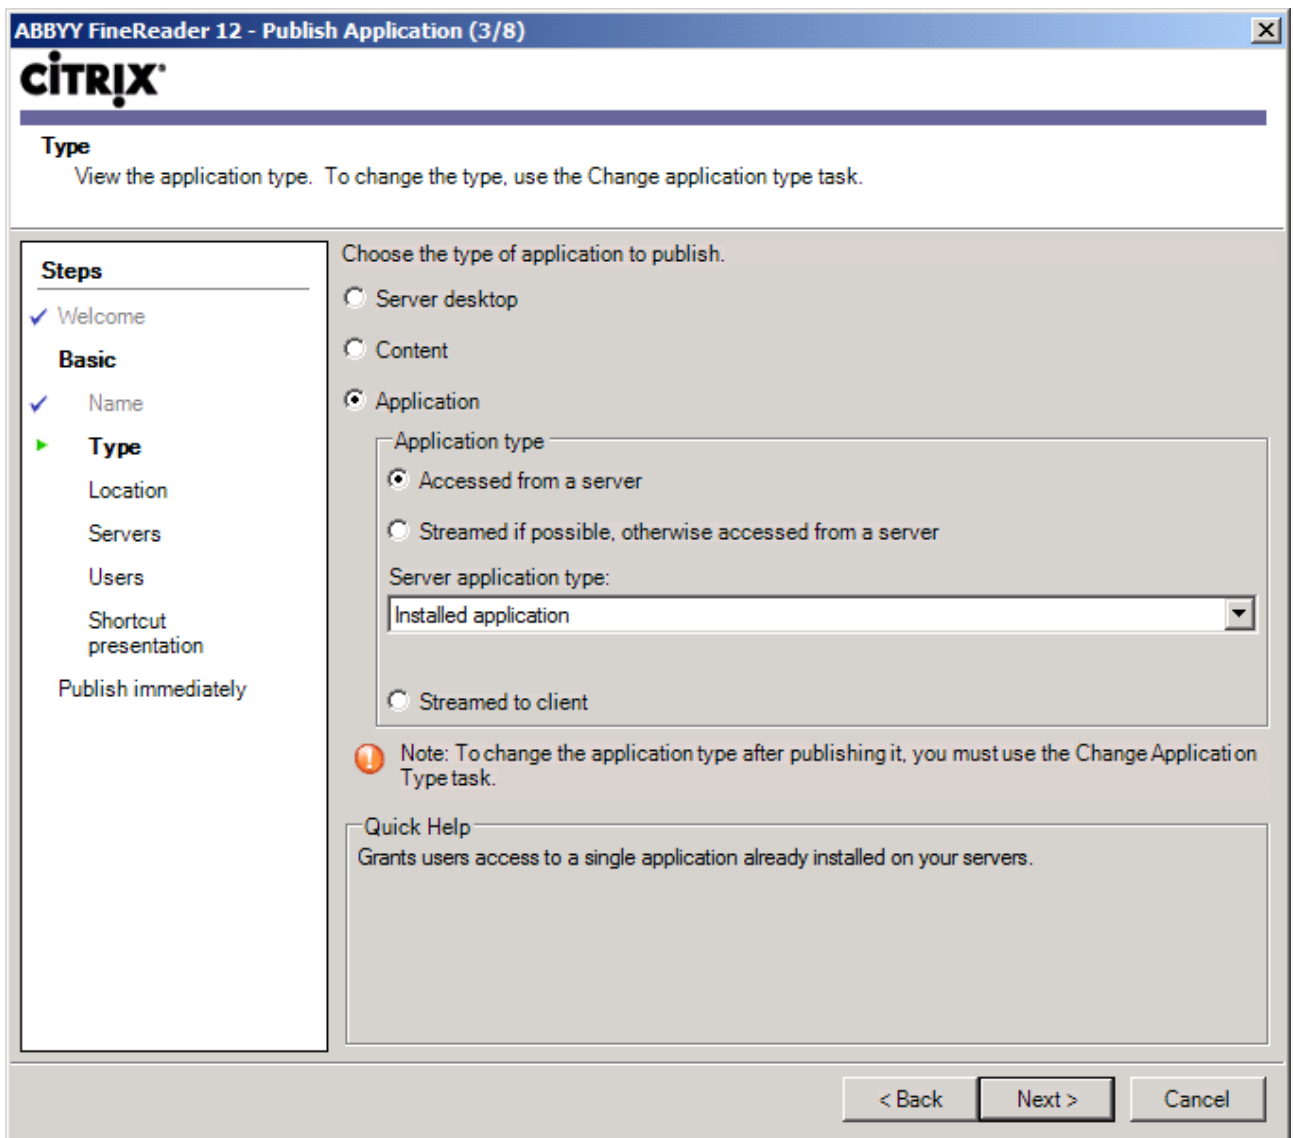 ABBYY FineReader 12 - Publish Application (3/8)
CİTRIX
Type
View the application type. To change the type, use the Change application type task.
Steps
Welcome
Basic
Name
Type
Location
Servers
Users
Shortcut
presentation
Publish immediately
Choose the type of application to publish.
Server desktop
Content
Application
Application type
Accessed from a server
Streamed if possible, otherwise accessed from a server
Server application type:
Installed application
Streamed to client
Note: To change the application type after publishing it, you must use the Change Application
Type task.
Quick Help
Grants users access to a single application already installed on your servers.
< Back
Next >
Cancel